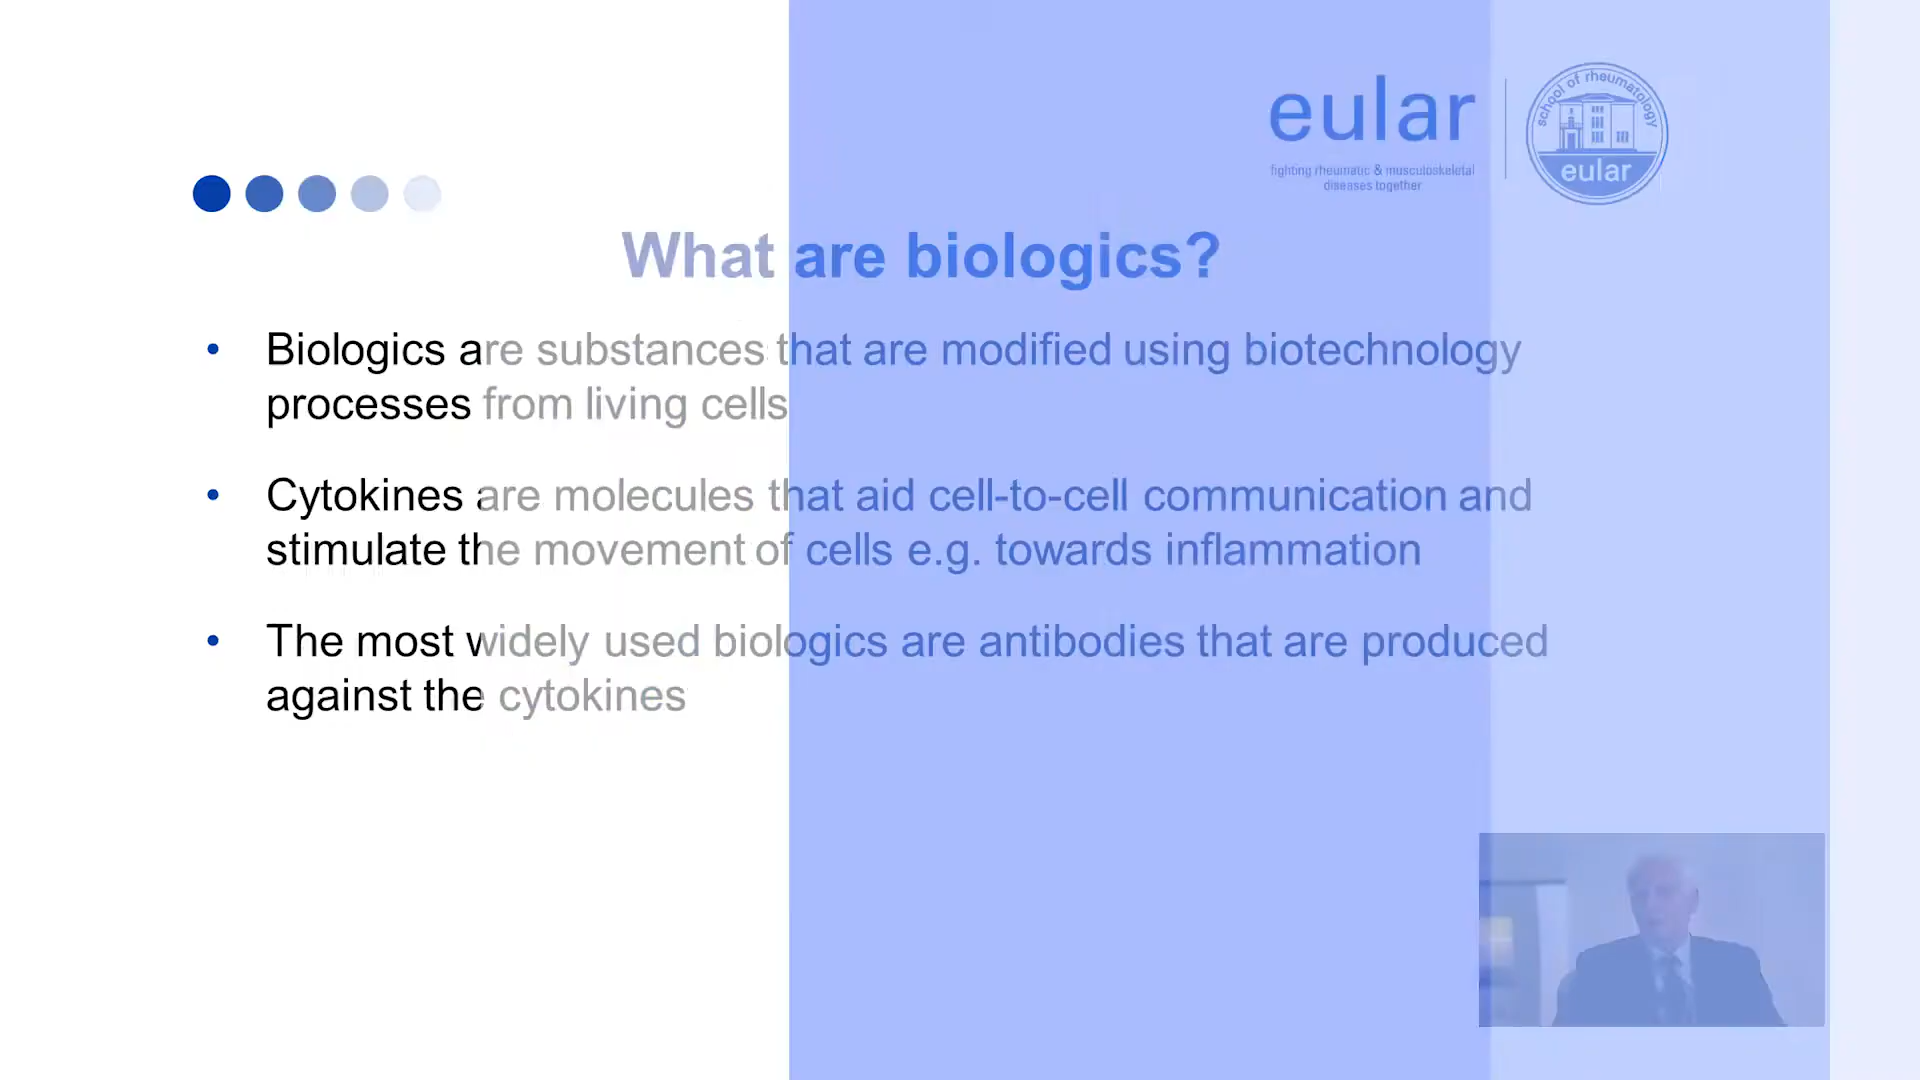 eular
fighting rheumatic & musculoskeletal
diseases together
school of rheumatology
eular
What are biologics?
• Biologics are substances that are modified using biotechnology
processes from living cells
• Cytokines are molecules that aid cell-to-cell communication and
stimulate the movement of cells e.g. towards inflammation
• The most widely used biologics are antibodies that are produced
against the cytokines